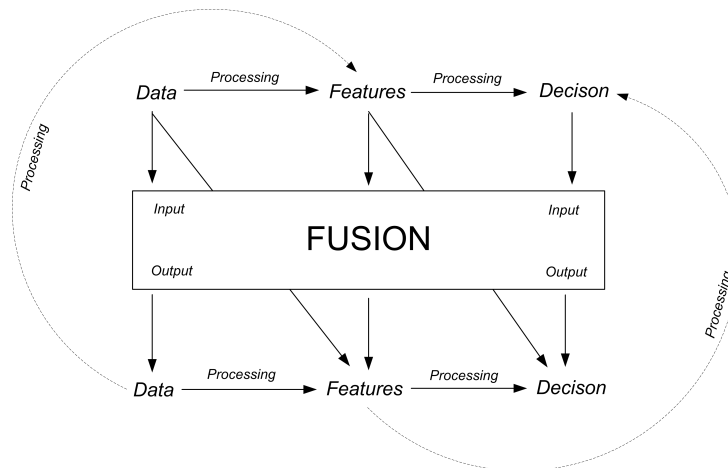 Processing
Processing
Data
Features
Decison
Processing
Input
Input
FUSION
Output
Output
Processing
Processing
Processing
Data
Features
Decison